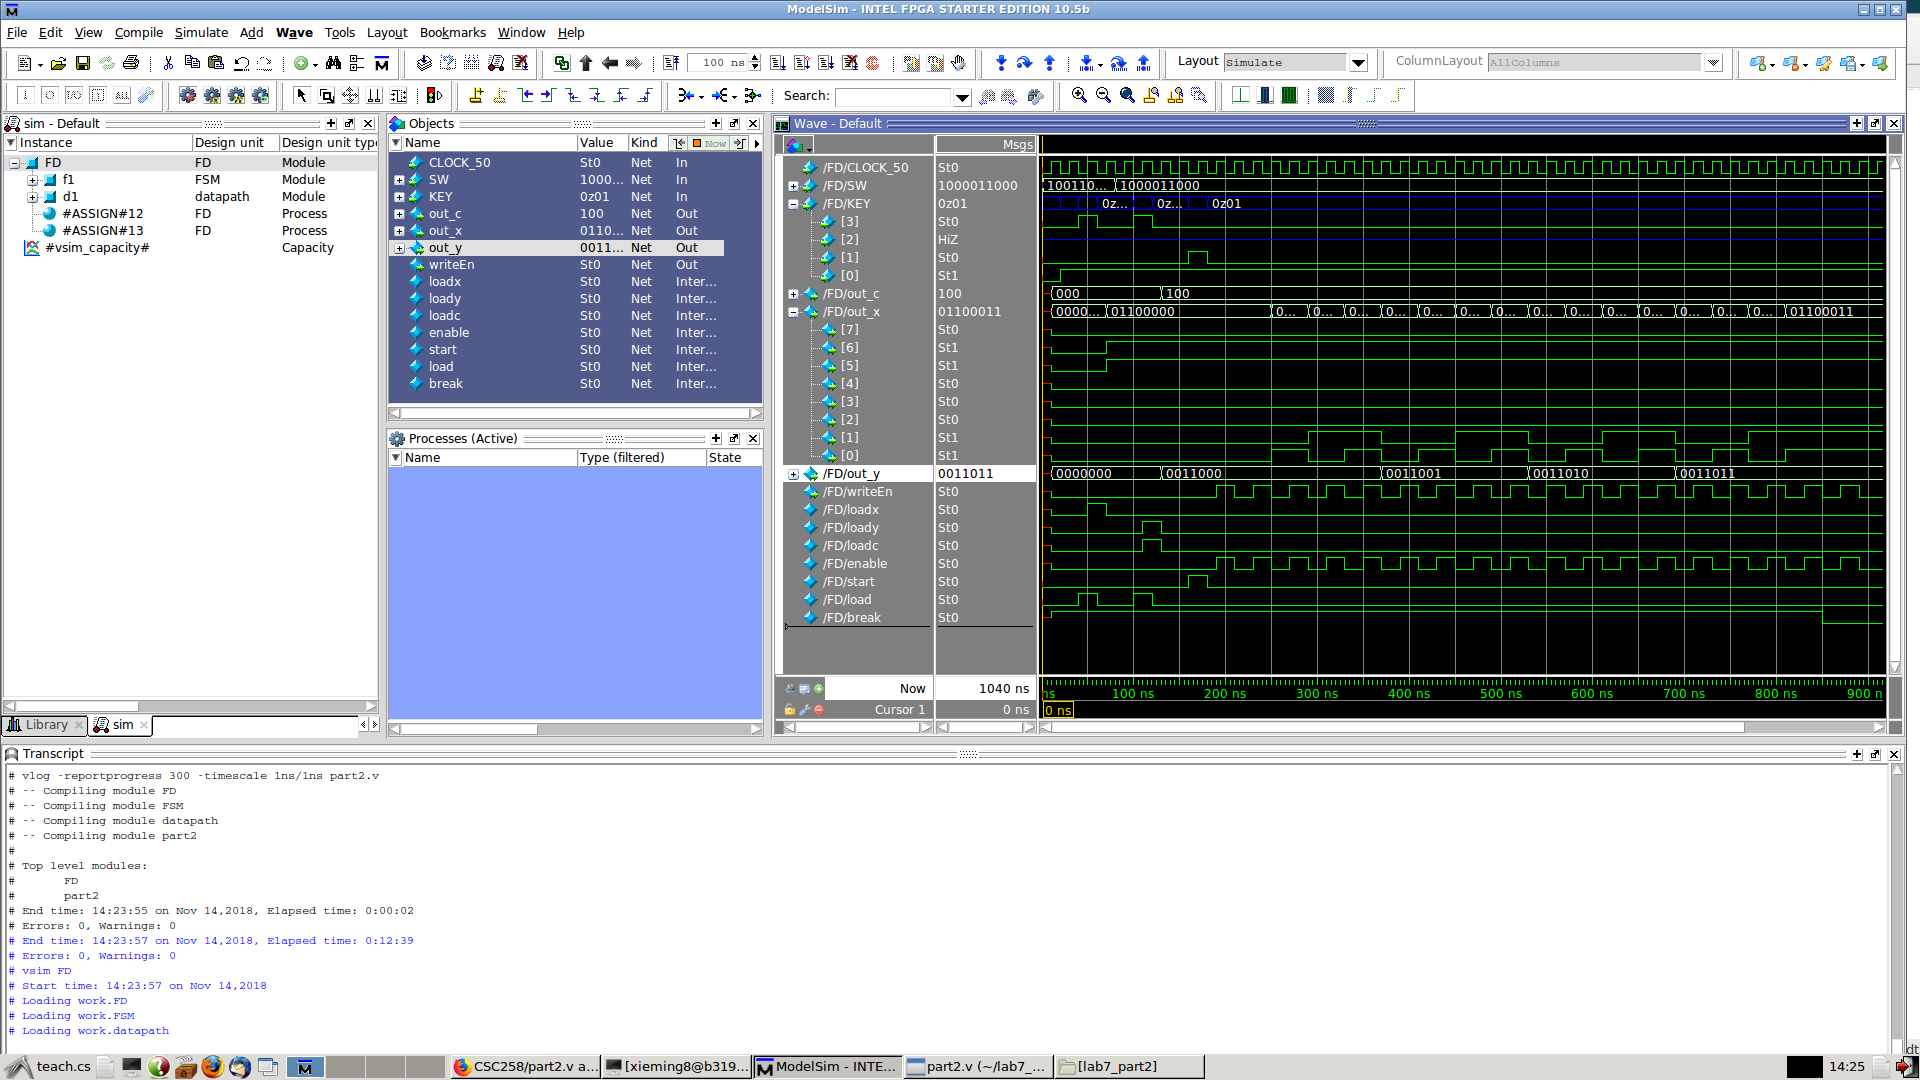 ModelSim - INTEL FPGA STARTER EDITION 10.5b
File Edit View Compile Simulate Add Wave Tools Layout Bookmarks Window Help
100 ns Layout Simulate ColumnLayout AllColumns
ALL Search:
sim - Default
Instance Design unit Design unit type
FD FD Module
f1 FSM Module
d1 datapath Module
#ASSIGN#12 FD Process
#ASSIGN#13 FD Process
#vsim_capacity# Capacity
Library sim
Objects
Name Value Kind Now
CLOCK_50 St0 Net In
SW 1000... Net In
KEY 0z01 Net In
out_c 100 Net Out
out_x 0110... Net Out
out_y 0011... Net Out
writeEn St0 Net Out
loadx St0 Net Inter...
loady St0 Net Inter...
loadc St0 Net Inter...
enable St0 Net Inter...
start St0 Net Inter...
load St0 Net Inter...
break St0 Net Inter...
Processes (Active)
Name Type (filtered) State
Wave - Default
Msgs
/FD/CLOCK_50 St0
/FD/SW 1000011000 100110... 1000011000
/FD/KEY 0z01 0z... 0z... 0z01
[3] St0
[2] HiZ
[1] St0
[0] St1
/FD/out_c 100 000 100
/FD/out_x 01100011 0000... 01100000 0... 0... 0... 0... 0... 0... 0... 0... 0... 0... 0... 0... 0... 0... 01100011
[7] St0
[6] St1
[5] St1
[4] St0
[3] St0
[2] St0
[1] St1
[0] St1
/FD/out_y 0011011 0000000 0011000 0011001 0011010 0011011
/FD/writeEn St0
/FD/loadx St0
/FD/loady St0
/FD/loadc St0
/FD/enable St0
/FD/start St0
/FD/load St0
/FD/break St0
Now 1040 ns ns 100 ns 200 ns 300 ns 400 ns 500 ns 600 ns 700 ns 800 ns 900 n
Cursor 1 0 ns 0 ns
Transcript
# vlog -reportprogress 300 -timescale 1ns/1ns part2.v
# -- Compiling module FD
# -- Compiling module FSM
# -- Compiling module datapath
# -- Compiling module part2
#
# Top level modules:
# FD
# part2
# End time: 14:23:55 on Nov 14,2018, Elapsed time: 0:00:02
# Errors: 0, Warnings: 0
# End time: 14:23:57 on Nov 14,2018, Elapsed time: 0:12:39
# Errors: 0, Warnings: 0
# vsim FD
# Start time: 14:23:57 on Nov 14,2018
# Loading work.FD
# Loading work.FSM
# Loading work.datapath
teach.cs CSC258/part2.v a... [xieming8@b319... ModelSim - INTE... part2.v (~/lab7_... [lab7_part2] 14:25